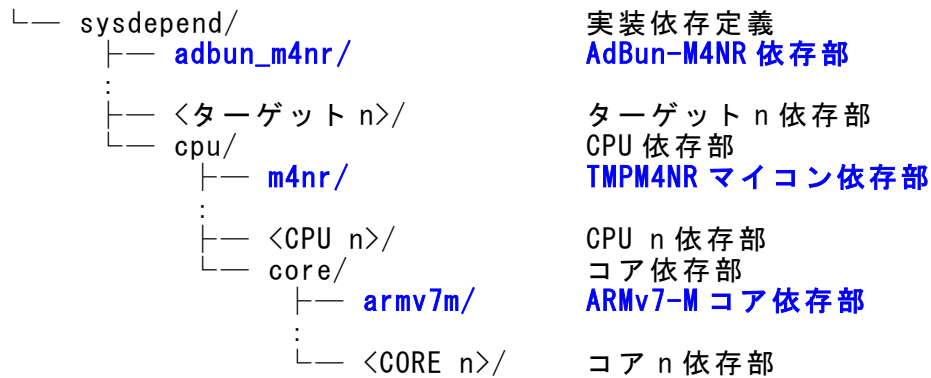 └─ sysdepend/ 実装依存定義
├─ adbun_m4nr/ AdBun-M4NR 依存部
:
├─ <ターゲット n>/ ターゲット n 依存部
└─ cpu/ CPU 依存部
├─ m4nr/ TMPM4NR マイコン依存部
:
├─ <CPU n>/ CPU n 依存部
└─ core/ コア依存部
├─ armv7m/ ARMv7-M コア依存部
:
└─ <CORE n>/ コア n 依存部